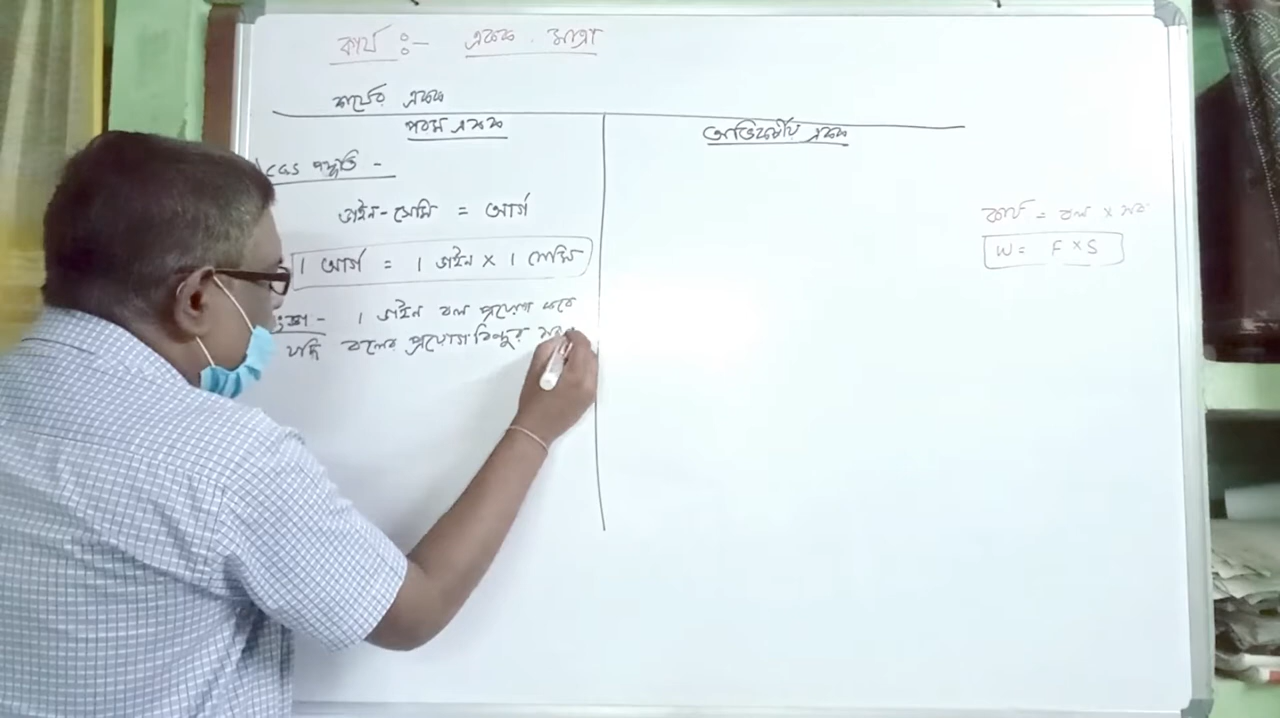 কার্য :- একক . মাত্রা
কার্যের একক
পরম একক
অভিকর্ষীয় একক
CGS পদ্ধতি -
ডাইন-সেমি = আর্গ
1 আর্গ = 1 ডাইন × 1 সেমি
- 1 ডাইন বল প্রয়োগ করে
যদি বলের প্রয়োগবিন্দুর
কার্য = বল × সরণ
W = F × S